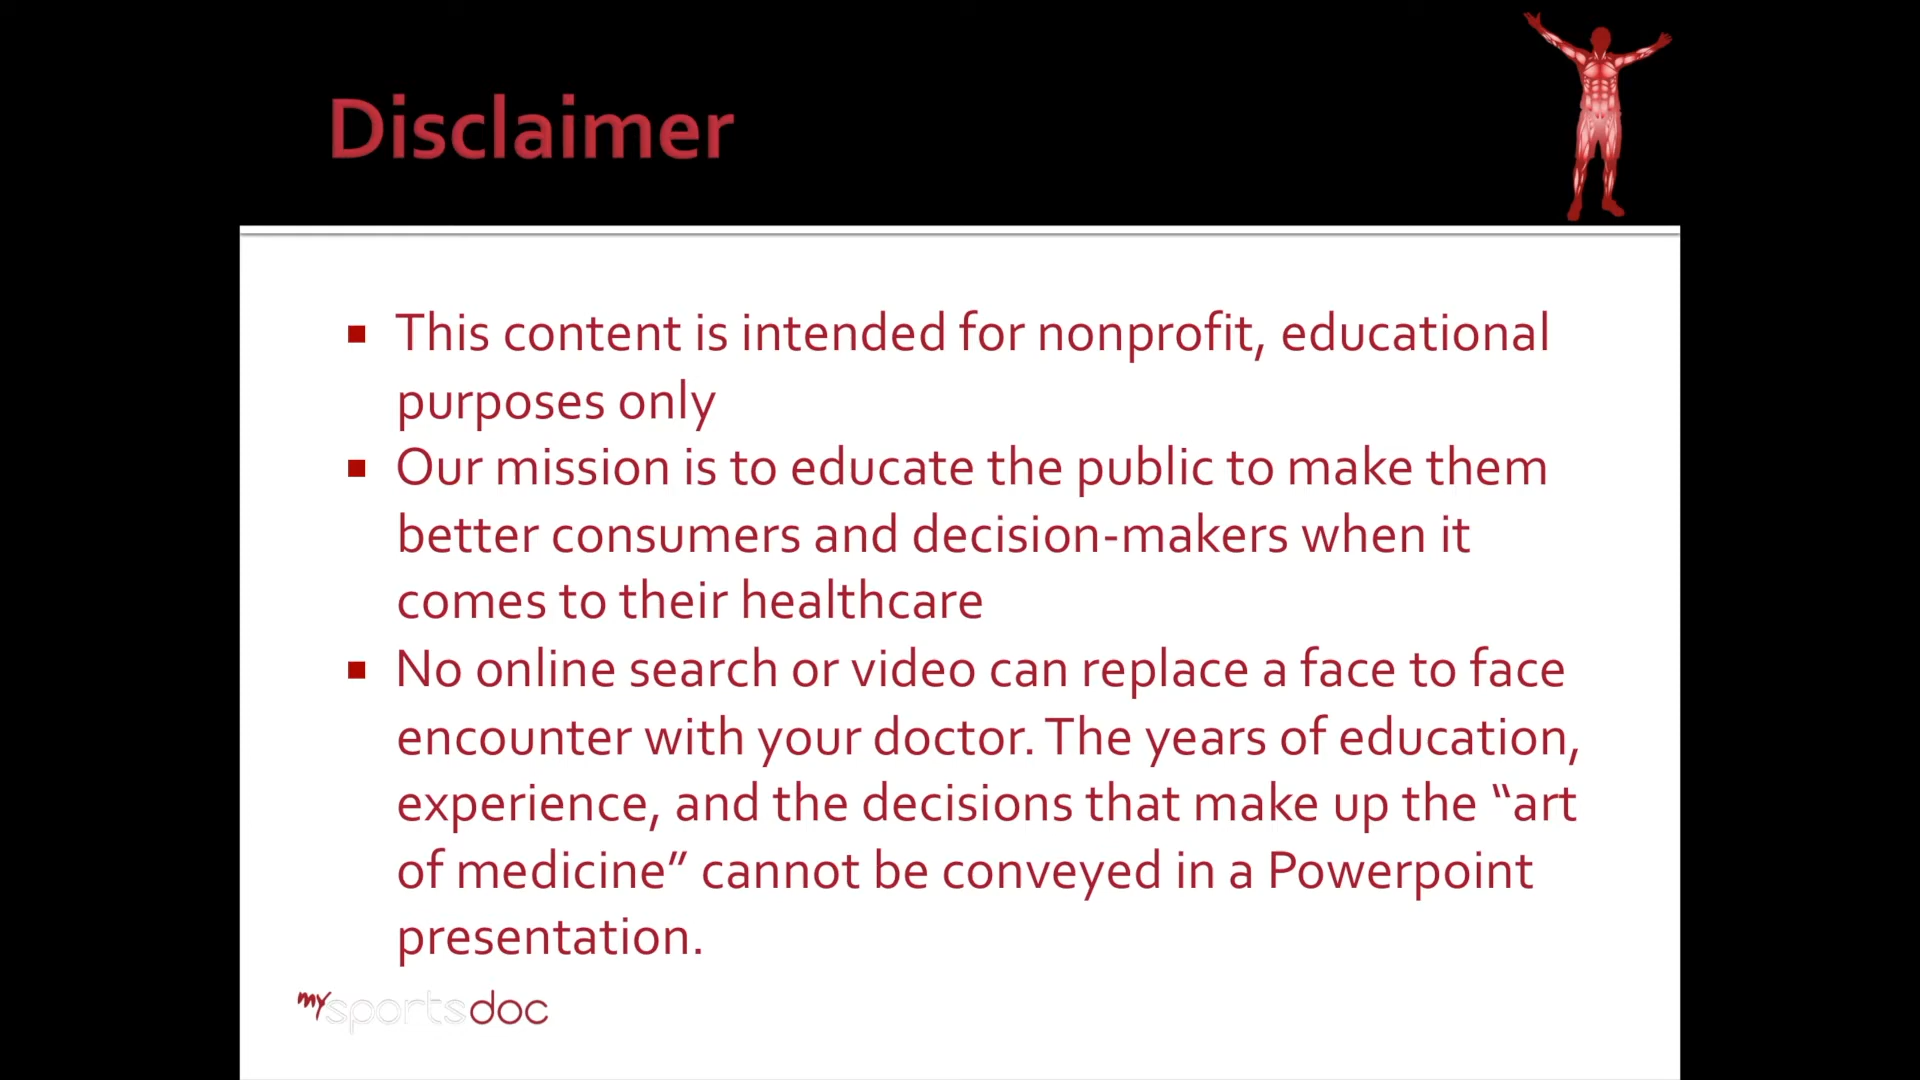 Disclaimer
This content is intended for nonprofit, educational
purposes only
Our mission is to educate the public to make them
better consumers and decision-makers when it
comes to their healthcare
No online search or video can replace a face to face
encounter with your doctor. The years of education,
experience, and the decisions that make up the “art
of medicine” cannot be conveyed in a Powerpoint
presentation.
mysportsdoc